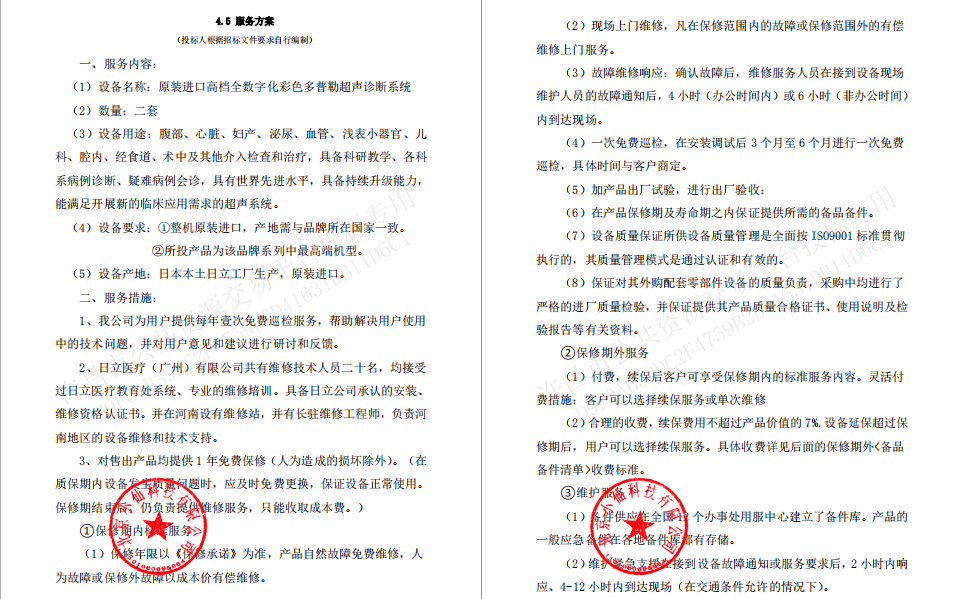 4.5 服务方案
（投标人根据招标文件要求自行编制）
一、服务内容：
（1）设备名称：原装进口高档全数字化彩色多普勒超声诊断系统
（2）数量：二套
（3）设备用途：腹部、心脏、妇产、泌尿、血管、浅表小器官、儿
科、腔内、经食道、术中及其他介入检查和治疗，具备科研教学、各科
系病例诊断、疑难病例会诊，具有世界先进水平，具备持续升级能力，
能满足开展新的临床应用需求的超声系统。
（4）设备要求：①整机原装进口，产地需与品牌所在国家一致。
②所投产品为该品牌系列中最高端机型。
（5）设备产地：日本本土日立工厂生产，原装进口。
二、服务措施：
1、我公司为用户提供每年壹次免费巡检服务，帮助解决用户使用
中的技术问题，并对用户意见和建议进行研讨和反馈。
2、日立医疗（广州）有限公司共有维修技术人员二十名，均接受
过日立医疗教育处系统、专业的维修培训。具备日立公司承认的安装、
维修资格认证书。并在河南设有维修站，并有长驻维修工程师，负责河
南地区的设备维修和技术支持。
3、对售出产品均提供 1 年免费保修（人为造成的损坏除外）。（在
质保期内设备发生质量问题时，应及时免费更换，保证设备正常使用。
保修期结束后，仍负责提供维修服务，只能收取成本费。）
①保修期内标准服务
（1）保修年限以《保修承诺》为准，产品自然故障免费维修，人
为故障或保修外故障以成本价有偿维修。
（2）现场上门维修，凡在保修范围内的故障或保修范围外的有偿
维修上门服务。
（3）故障维修响应：确认故障后，维修服务人员在接到设备现场
维护人员的故障通知后，4 小时（办公时间内）或 6 小时（非办公时间）
内到达现场。
（4）一次免费巡检，在安装调试后 3 个月至 6 个月进行一次免费
巡检，具体时间与客户商定。
（5）加产品出厂试验，进行出厂验收：
（6）在产品保修期及寿命期之内保证提供所需的备品备件。
（7）设备质量保证所供设备质量管理是全面按 ISO9001 标准贯彻
执行的，其质量管理模式是通过认证和有效的。
（8）保证对其外购配套零部件设备的质量负责，采购中均进行了
严格的进厂质量检验，并保证提供其产品质量合格证书、使用说明及检
验报告等有关资料。
②保修期外服务
（1）付费，续保后客户可享受保修期内的标准服务内容。灵活付
费措施：客户可以选择续保服务或单次维修
（2）合理的收费，续保费用不超过产品价值的 7%.设备延保超过保
修期后，用户可以选择续保服务。具体收费详见后面的保修期外<备品
备件清单>收费标准。
③维护服务
（1）备件供应在全国 12 个办事处用服中心建立了备件库。产品的
一般应急备件在各地备件库都有存储。
（2）维护紧急支援在接到设备故障通知或服务要求后，2 小时内响
应、4-12 小时内到达现场（在交通条件允许的情况下）。